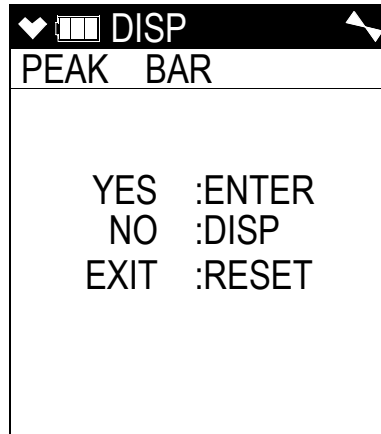 DISP
PEAK BAR
YES :ENTER
NO :DISP
EXIT :RESET